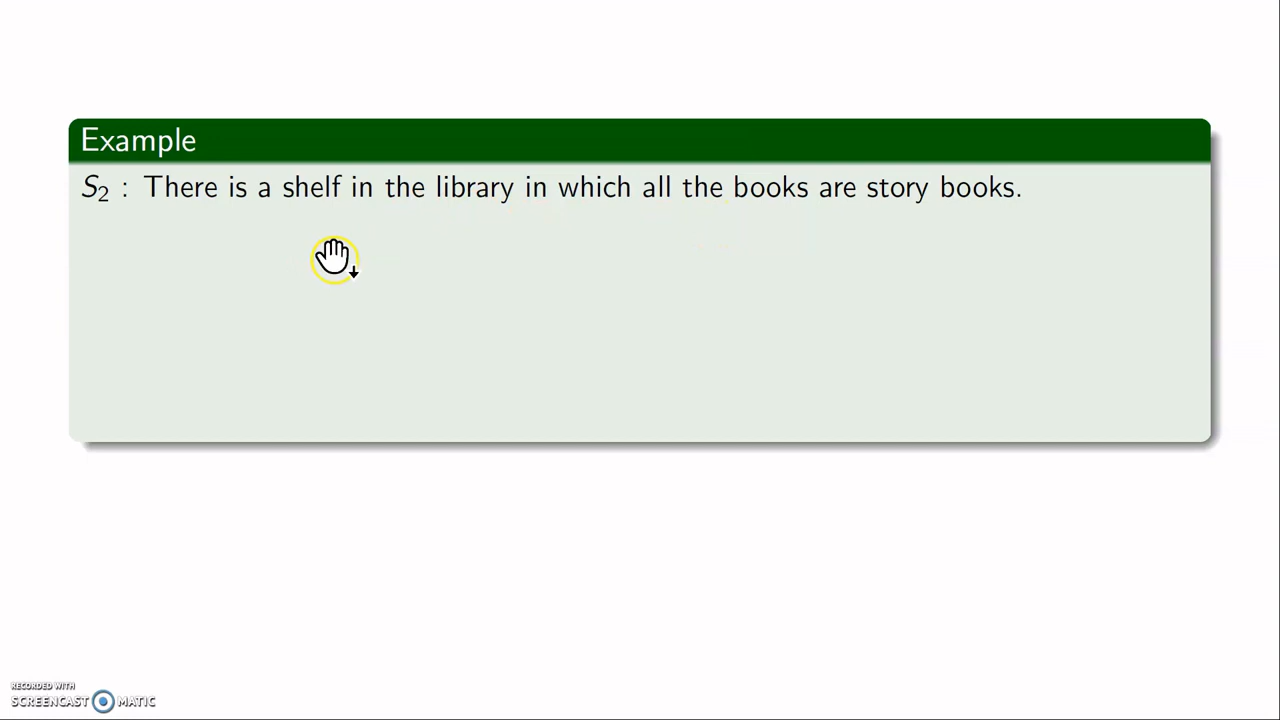 Example
S₂ : There is a shelf in the library in which all the books are story books.
RECORDED WITH
SCREENCAST MATIC